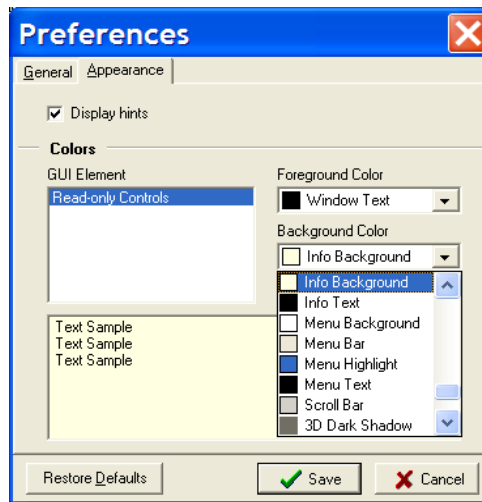 Preferences
General Appearance
Display hints
Colors
GUI Element
Read-only Controls
Foreground Color
Window Text
Background Color
Info Background
Info Background
Info Text
Menu Background
Menu Bar
Menu Highlight
Menu Text
Scroll Bar
3D Dark Shadow
Text Sample
Text Sample
Text Sample
Restore Defaults Save Cancel